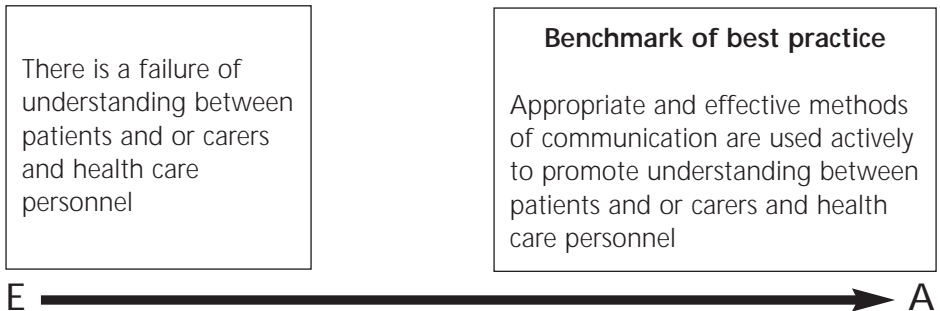 There is a failure of
understanding between
patients and or carers
and health care
personnel
Benchmark of best practice
Appropriate and effective methods
of communication are used actively
to promote understanding between
patients and or carers and health
care personnel
E
A